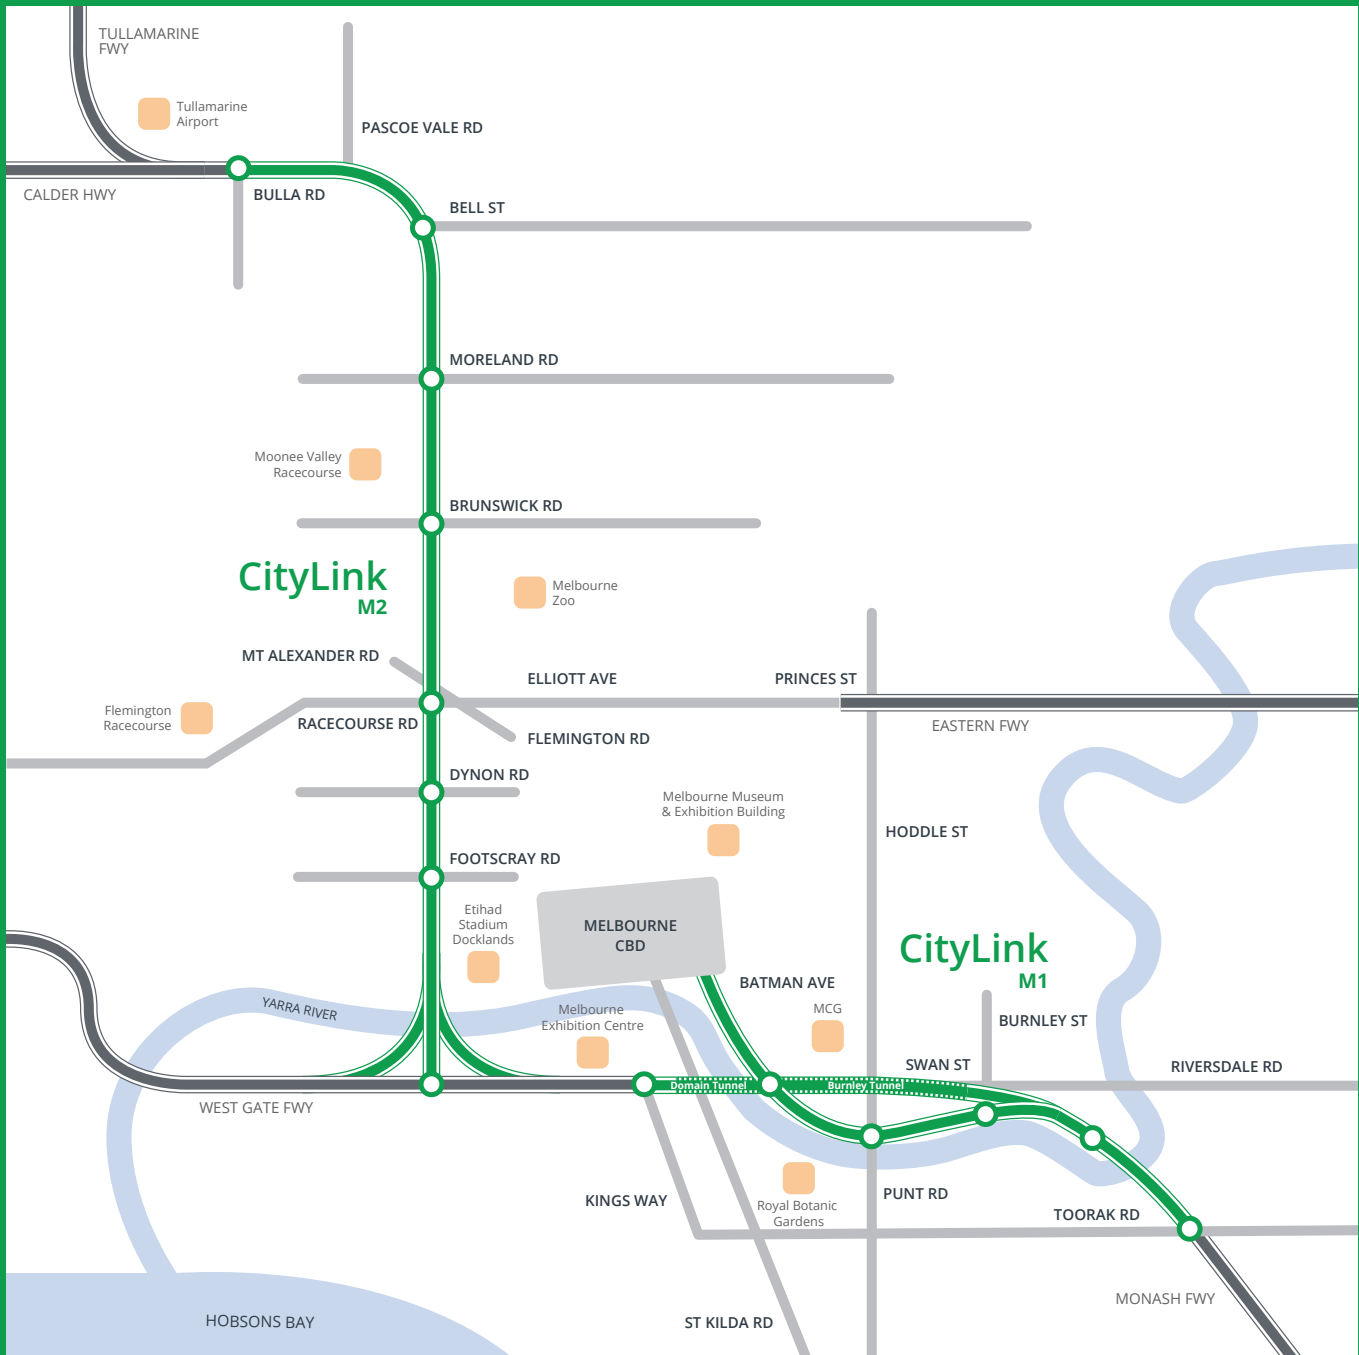 TULLAMARINE
FWY
Tullamarine
Airport
PASCOE VALE RD
CALDER HWY
BULLA RD
BELL ST
MORELAND RD
Moonee Valley
Racecourse
BRUNSWICK RD
CityLink
M2
Melbourne
Zoo
MT ALEXANDER RD
ELLIOTT AVE
PRINCES ST
Flemington
Racecourse
RACECOURSE RD
FLEMINGTON RD
EASTERN FWY
DYNON RD
Melbourne Museum
& Exhibition Building
HODDLE ST
FOOTSCRAY RD
Etihad
Stadium
Docklands
MELBOURNE
CBD
CityLink
M1
BATMAN AVE
YARRA RIVER
Melbourne
Exhibition Centre
MCG
BURNLEY ST
SWAN ST
RIVERSDALE RD
Domain Tunnel
Burnley Tunnel
WEST GATE FWY
KINGS WAY
Royal Botanic
Gardens
PUNT RD
TOORAK RD
MONASH FWY
HOBSONS BAY
ST KILDA RD